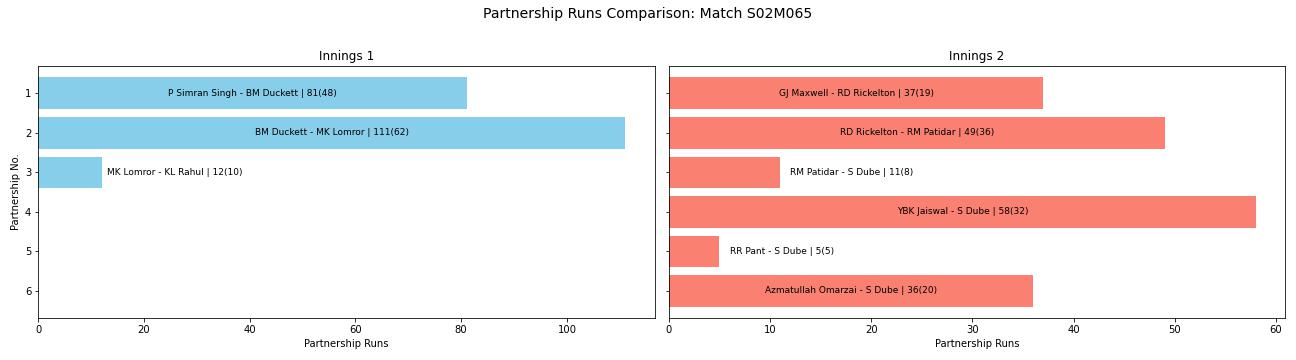 Partnership Runs Comparison: Match S02M065
Innings 1
Partnership No.
1
2
3
4
5
6
P Simran Singh - BM Duckett | 81(48)
BM Duckett - MK Lomror | 111(62)
MK Lomror - KL Rahul | 12(10)
0 20 40 60 80 100
Partnership Runs
Innings 2
GJ Maxwell - RD Rickelton | 37(19)
RD Rickelton - RM Patidar | 49(36)
RM Patidar - S Dube | 11(8)
YBK Jaiswal - S Dube | 58(32)
RR Pant - S Dube | 5(5)
Azmatullah Omarzai - S Dube | 36(20)
0 10 20 30 40 50 60
Partnership Runs